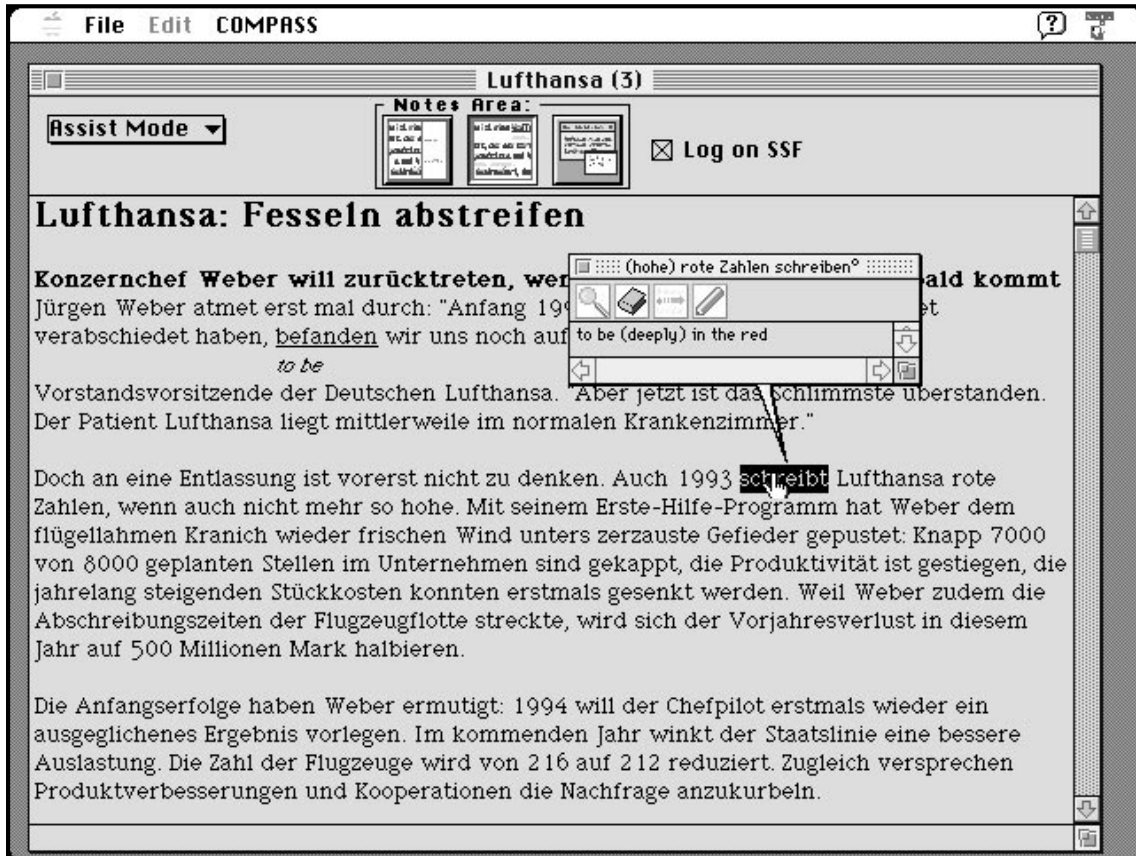 File Edit COMPASS
Lufthansa (3)
Assist Mode
Notes Area:
Log on SSF
Lufthansa: Fesseln abstreifen
Konzernchef Weber will zurücktreten, ald kommt
(hohe) rote Zahlen schreiben°
to be (deeply) in the red
Jürgen Weber atmet erst mal durch: "Anfang
verabschiedet haben, befanden wir uns noch auf
to be
Vorstandsvorsitzende der Deutschen Lufthansa. "Aber jetzt ist das Schlimmste überstanden.
Der Patient Lufthansa liegt mittlerweile im normalen Krankenzimmer."
Doch an eine Entlassung ist vorerst nicht zu denken. Auch 1993 schreibt Lufthansa rote
Zahlen, wenn auch nicht mehr so hohe. Mit seinem Erste-Hilfe-Programm hat Weber dem
flügellahmen Kranich wieder frischen Wind unters zerzauste Gefieder gepustet: Knapp 7000
von 8000 geplanten Stellen im Unternehmen sind gekappt, die Produktivität ist gestiegen, die
jahrelang steigenden Stückkosten konnten erstmals gesenkt werden. Weil Weber zudem die
Abschreibungszeiten der Flugzeugflotte streckte, wird sich der Vorjahresverlust in diesem
Jahr auf 500 Millionen Mark halbieren.
Die Anfangserfolge haben Weber ermutigt: 1994 will der Chefpilot erstmals wieder ein
ausgeglichenes Ergebnis vorlegen. Im kommenden Jahr winkt der Staatslinie eine bessere
Auslastung. Die Zahl der Flugzeuge wird von 216 auf 212 reduziert. Zugleich versprechen
Produktverbesserungen und Kooperationen die Nachfrage anzukurbeln.